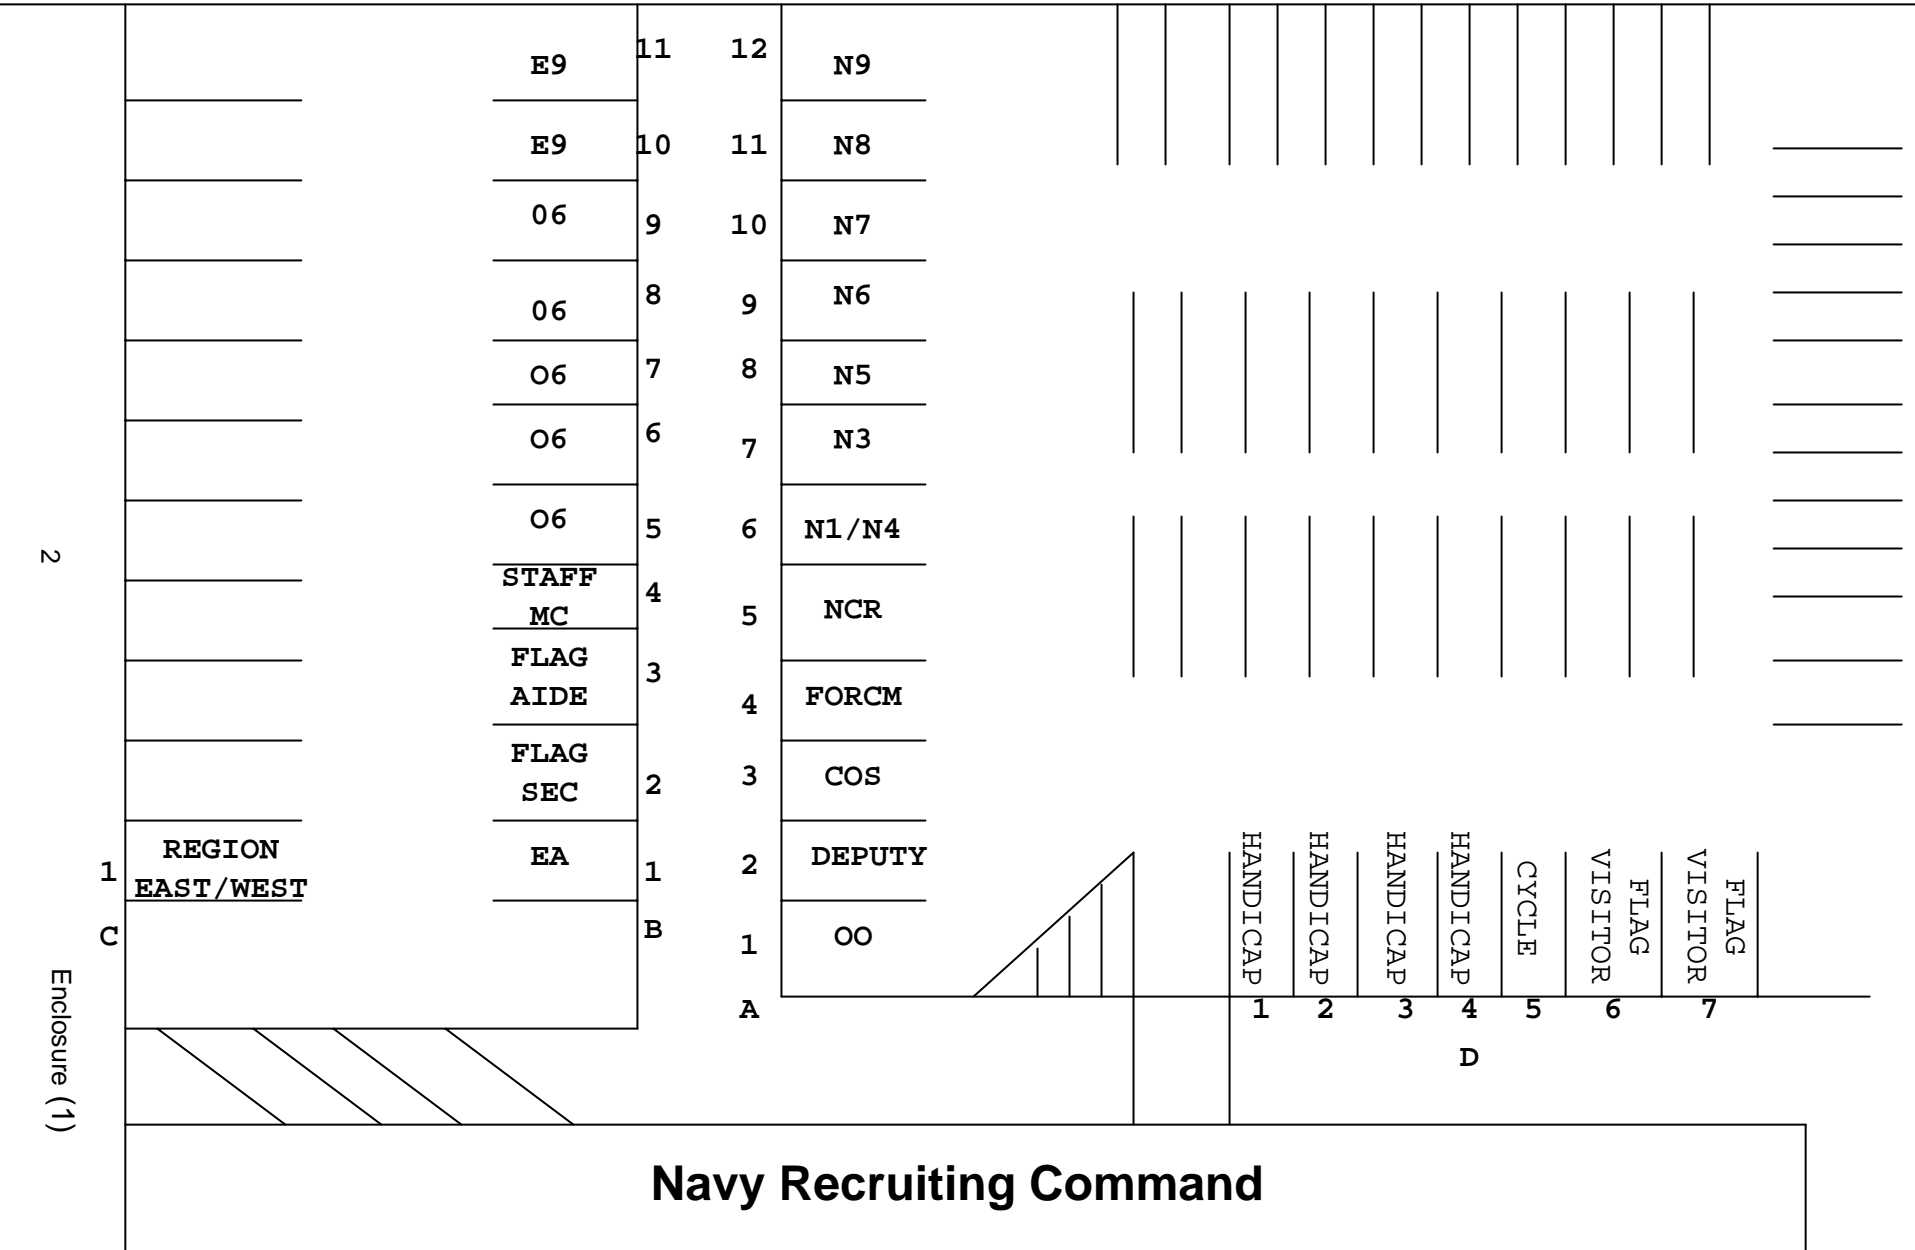 E9 11 12 N9
E9 10 11 N8
06 9 10 N7
06 8 9 N6
O6 7 8 N5
O6 6 7 N3
O6 5 6 N1/N4
STAFF
MC 4 5 NCR
FLAG
AIDE 3 4 FORCM
FLAG
SEC 2 3 COS
1 REGION
EAST/WEST
EA 1 2 DEPUTY
C B 1 OO
A
HANDICAP
HANDICAP
HANDICAP
HANDICAP
CYCLE
FLAG
VISITOR
FLAG
VISITOR
1 2 3 4 5 6 7
D
Navy Recruiting Command
2
Enclosure (1)